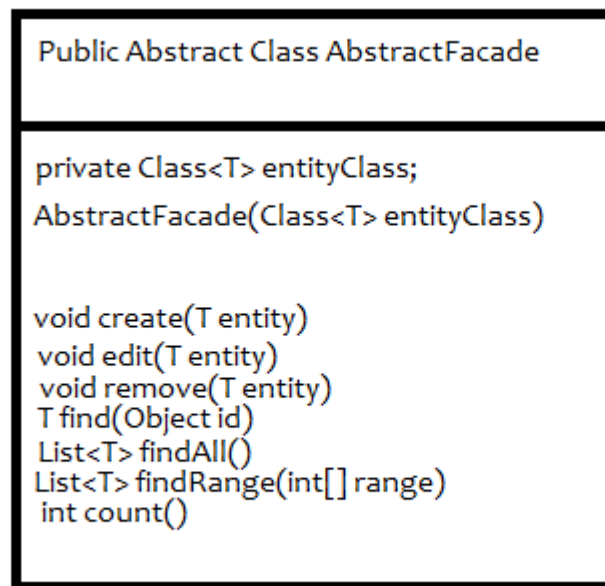 Public Abstract Class AbstractFacade
private Class<T> entityClass;
AbstractFacade(Class<T> entityClass)
void create(T entity)
void edit(T entity)
void remove(T entity)
T find(Object id)
List<T> findAll()
List<T> findRange(int[] range)
int count()